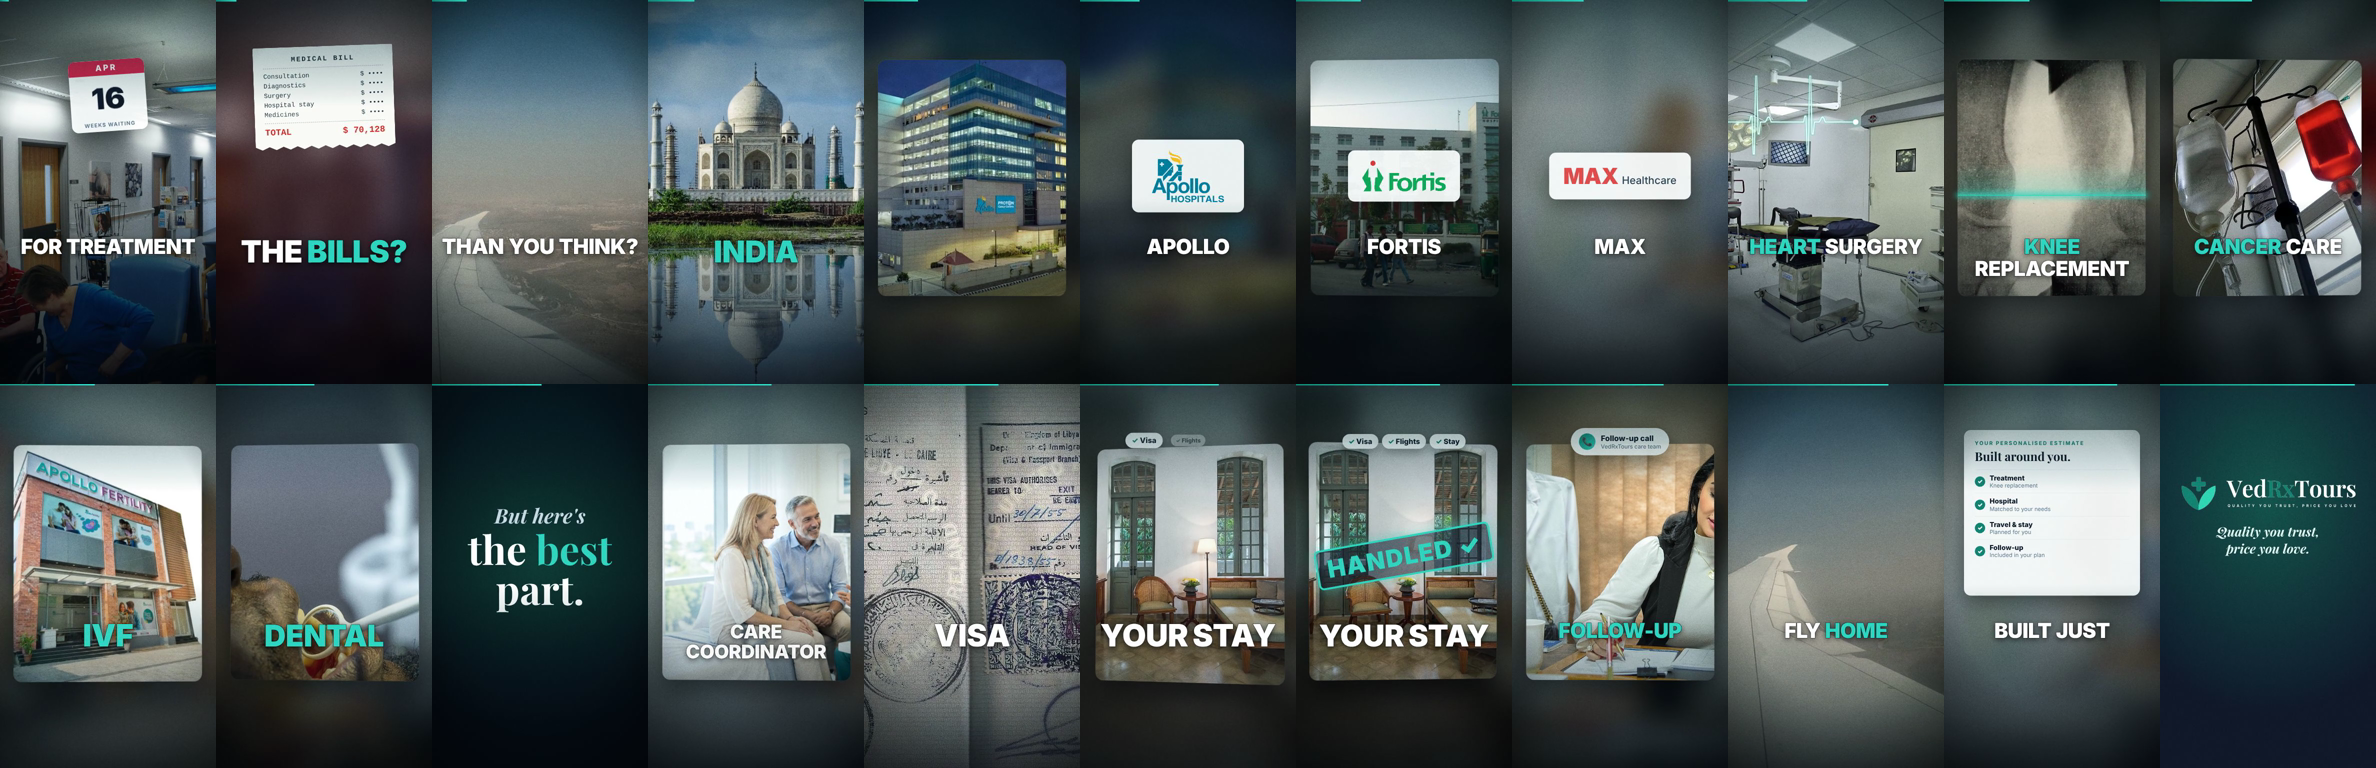 APR
16
WEEKS WAITING
FOR TREATMENT
MEDICAL BILL
Consultation $ ••••
Diagnostics $ ••••
Surgery $ ••••
Hospital stay $ ••••
Medicines $ ••••
TOTAL $ 70,128
THE BILLS?
THAN YOU THINK?
INDIA
Apollo
HOSPITALS
APOLLO
Fortis
FORTIS
MAX Healthcare
MAX
HEART SURGERY
KNEE
REPLACEMENT
CANCER CARE
APOLLO FERTILITY
IVF
DENTAL
But here's
the best
part.
CARE
COORDINATOR
EXIT
Until 30/7/55
VISA
✓ Visa
✓ Flights
YOUR STAY
✓ Visa
✓ Flights
✓ Stay
HANDLED ✓
YOUR STAY
Follow-up call
VedRxTours care team
FOLLOW-UP
FLY HOME
YOUR PERSONALISED ESTIMATE
Built around you.
Treatment
Knee replacement
Hospital
Matched to your needs
Travel & stay
Planned for you
Follow-up
Included in your plan
BUILT JUST
VedRxTours
QUALITY YOU TRUST, PRICE YOU LOVE
Quality you trust,
price you love.